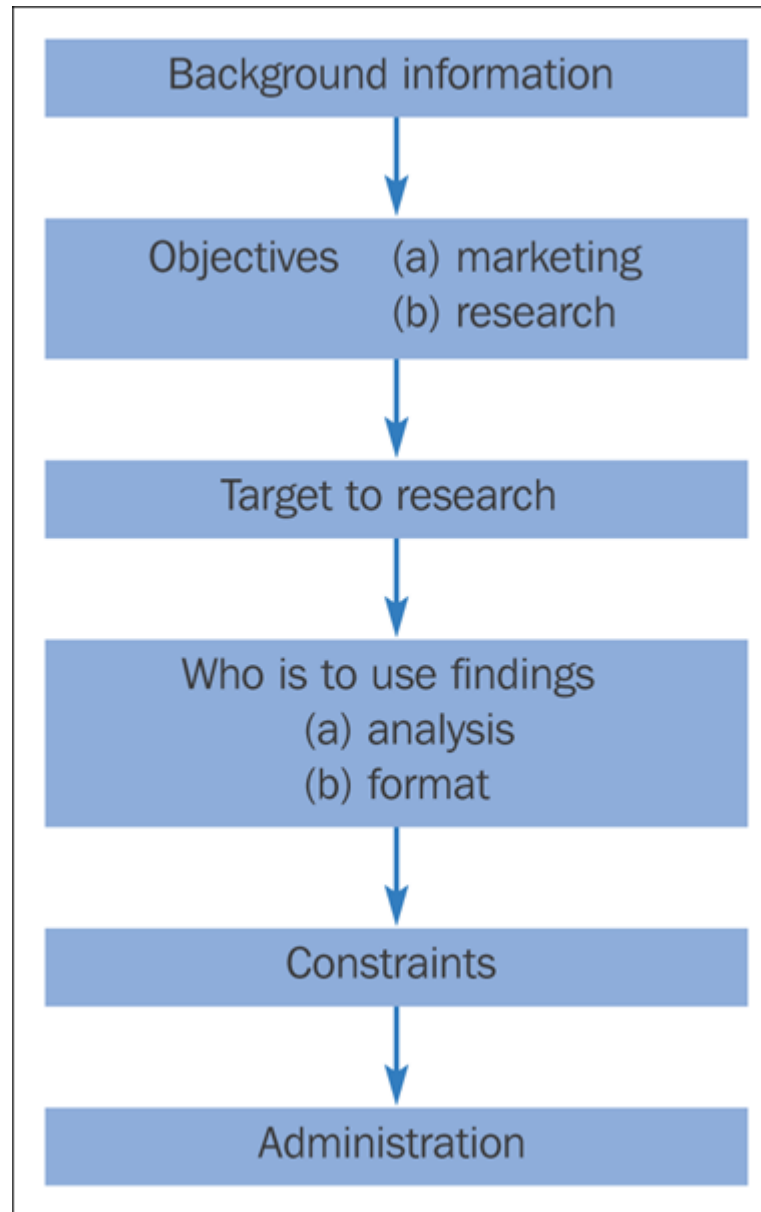 Background information
Objectives (a) marketing
(b) research
Target to research
Who is to use findings
(a) analysis
(b) format
Constraints
Administration